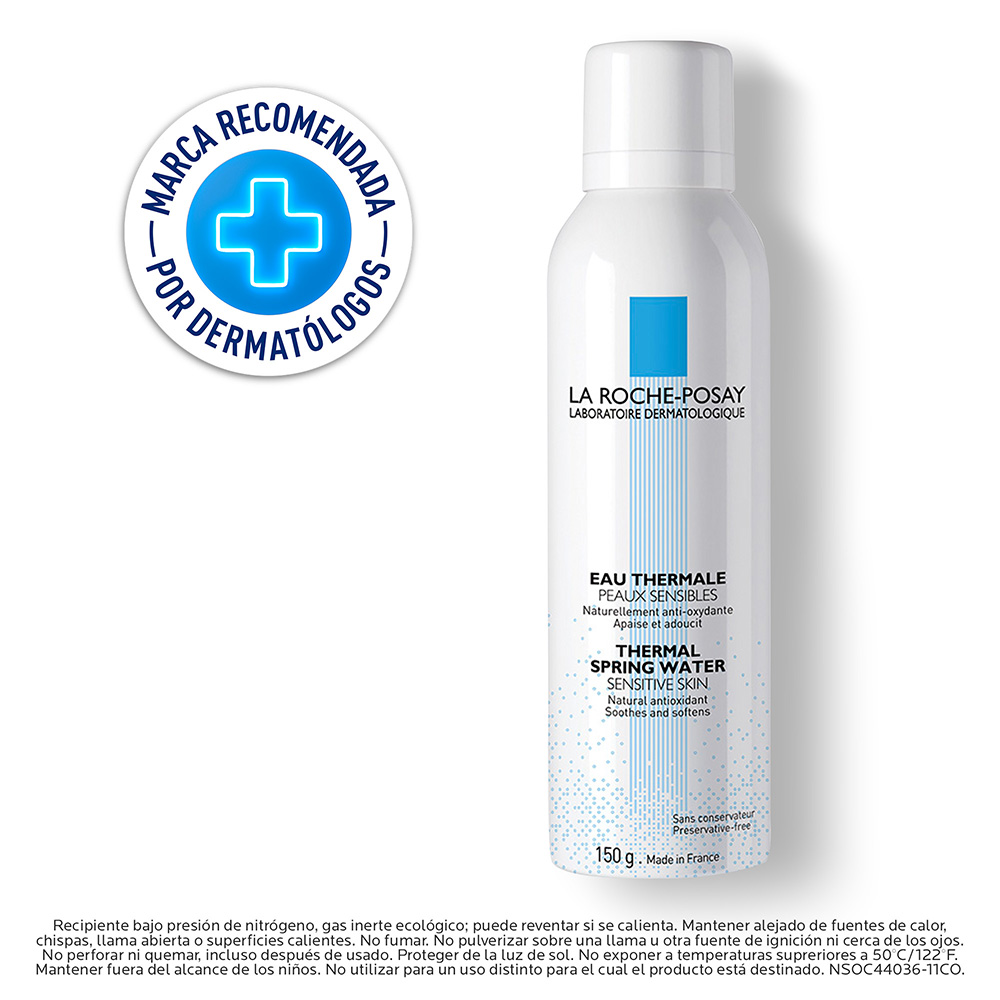 MARCA RECOMENDADA
POR DERMATÓLOGOS
LA ROCHE-POSAY
LABORATOIRE DERMATOLOGIQUE
EAU THERMALE
PEAUX SENSIBLES
Naturellement anti-oxydante
Apaise et adoucit
THERMAL
SPRING WATER
SENSITIVE SKIN
Natural antioxidant
Soothes and softens
Sans conservateur
Preservative-free
150 g. Made in France
Recipiente bajo presión de nitrógeno, gas inerte ecológico; puede reventar si se calienta. Mantener alejado de fuentes de calor,
chispas, llama abierta o superficies calientes. No fumar. No pulverizar sobre una llama u otra fuente de ignición ni cerca de los ojos.
No perforar ni quemar, incluso después de usado. Proteger de la luz de sol. No exponer a temperaturas superiores a 50°C/122°F.
Mantener fuera del alcance de los niños. No utilizar para un uso distinto para el cual el producto está destinado. NSOC44036-11CO.